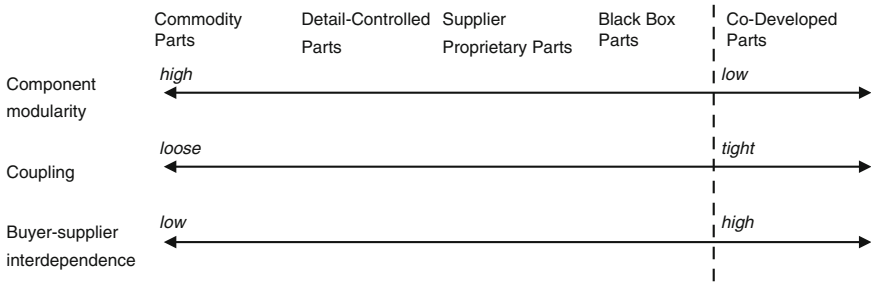 Commodity Parts
Detail-Controlled Parts
Supplier Proprietary Parts
Black Box Parts
Co-Developed Parts
Component modularity
high
low
Coupling
loose
tight
Buyer-supplier interdependence
low
high